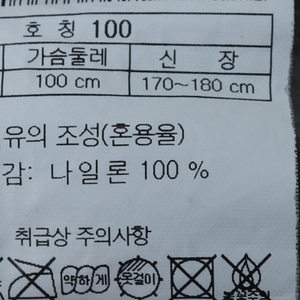 호 칭 100
가슴둘레 신 장
100 cm 170~180 cm
유의 조성(혼용율)
감: 나일론 100 %
취급상 주의사항
약하게 옷걸이